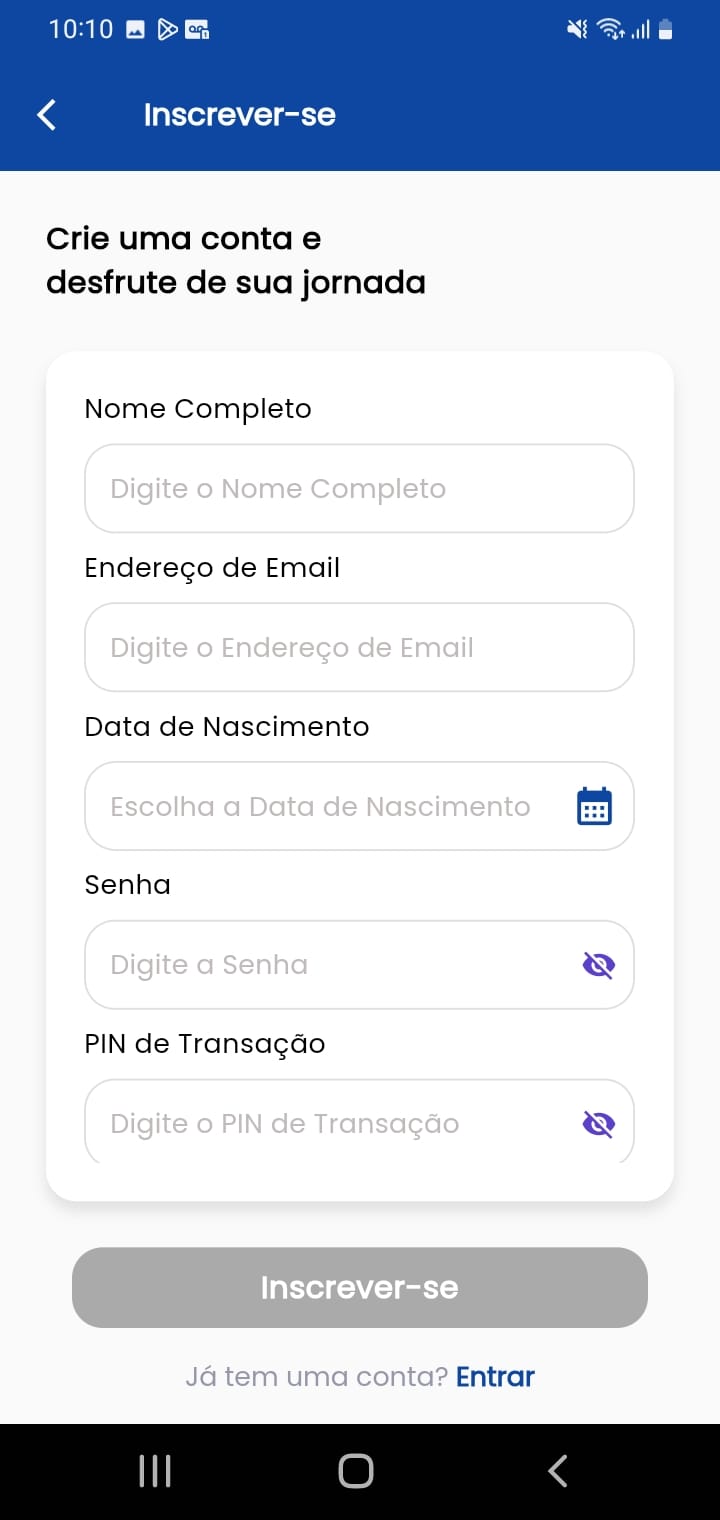 10:10
Inscrever-se
Crie uma conta e
desfrute de sua jornada
Nome Completo
Digite o Nome Completo
Endereço de Email
Digite o Endereço de Email
Data de Nascimento
Escolha a Data de Nascimento
Senha
Digite a Senha
PIN de Transação
Digite o PIN de Transação
Inscrever-se
Já tem uma conta? Entrar